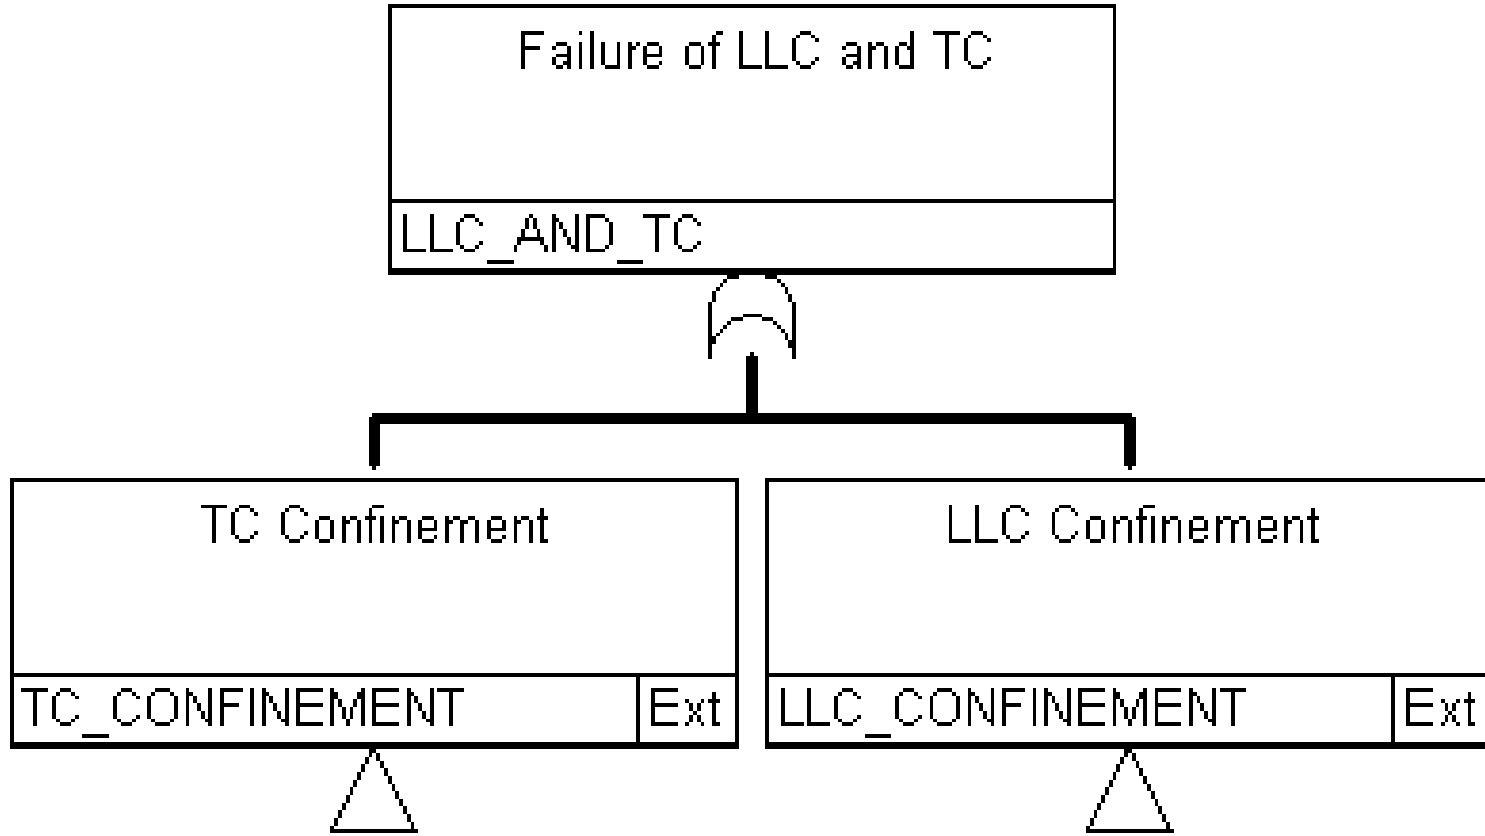 Failure of LLC and TC
LLC_AND_TC
TC Confinement
TC_CONFINEMENT
Ext
LLC Confinement
LLC_CONFINEMENT
Ext